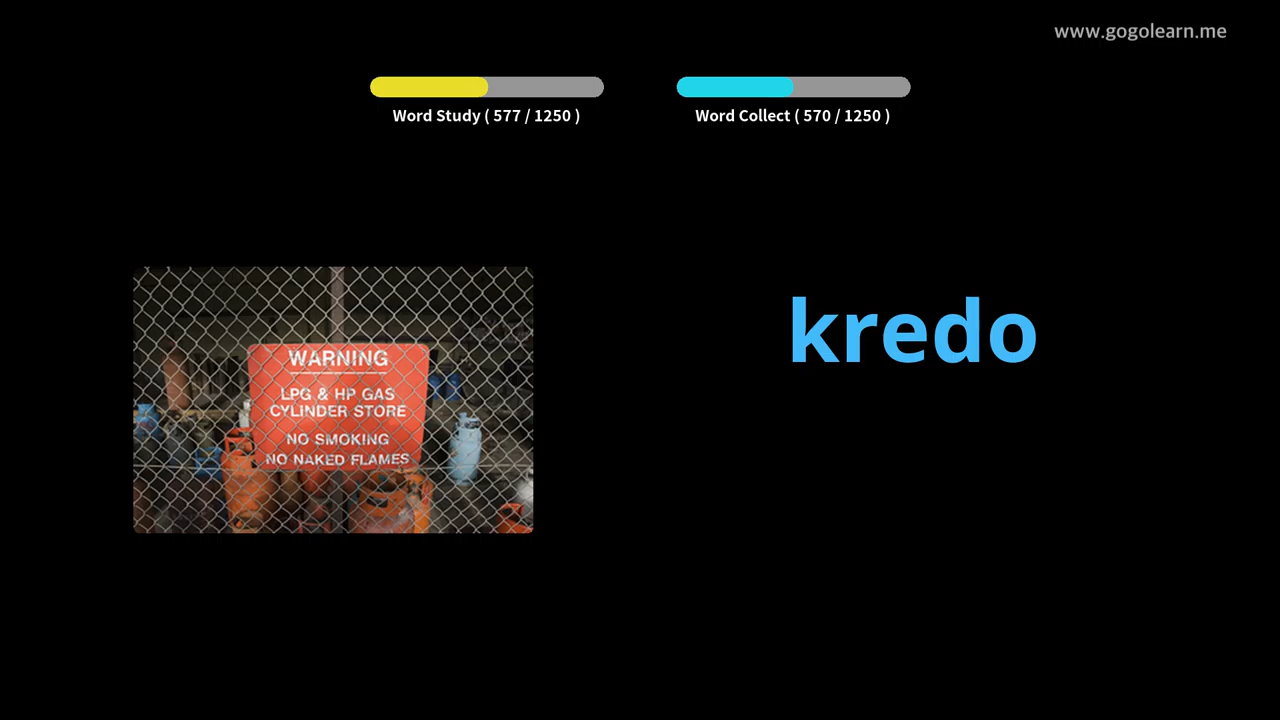 www.gogolearn.me
Word Study ( 577 / 1250 )
Word Collect ( 570 / 1250 )
kredo
WARNING
LPG & HP GAS
CYLINDER STORE
NO SMOKING
NO NAKED FLAMES